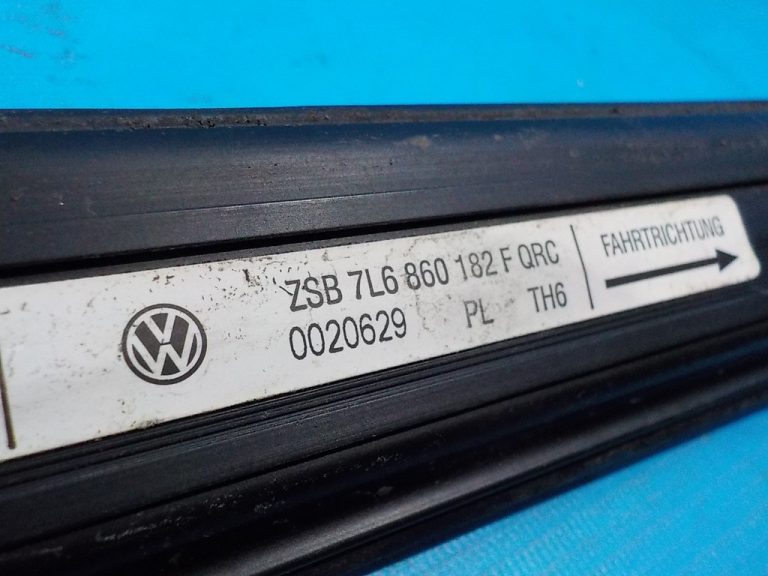 ZSB 7L6 860 182 F QRC
0020629 PL TH6
FAHRTRICHTUNG